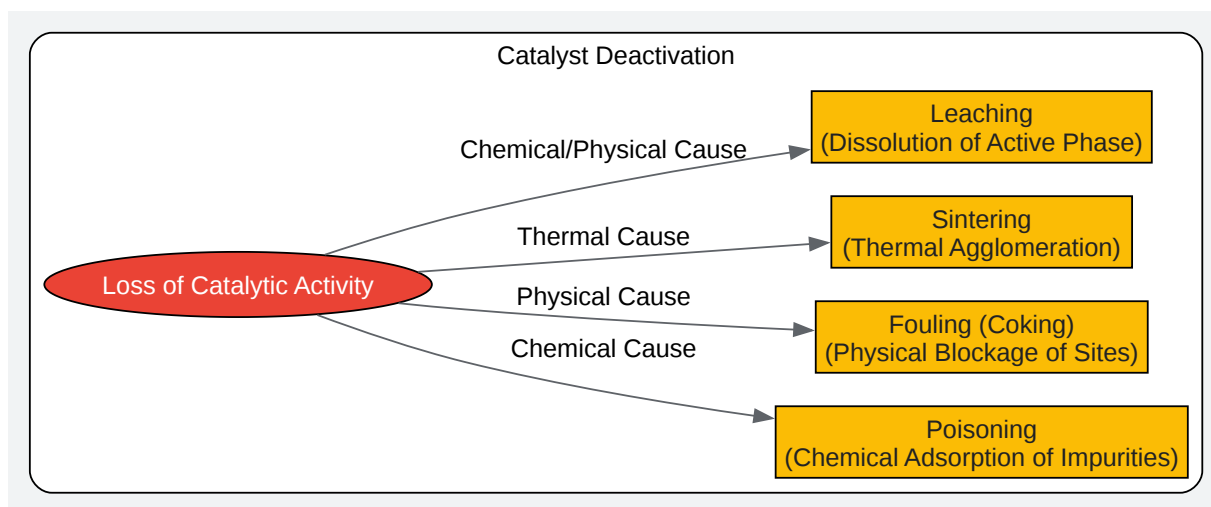 Catalyst Deactivation
Leaching
(Dissolution of Active Phase)
Chemical/Physical Cause
Sintering
(Thermal Agglomeration)
Thermal Cause
Loss of Catalytic Activity
Physical Cause
Fouling (Coking)
(Physical Blockage of Sites)
Chemical Cause
Poisoning
(Chemical Adsorption of Impurities)